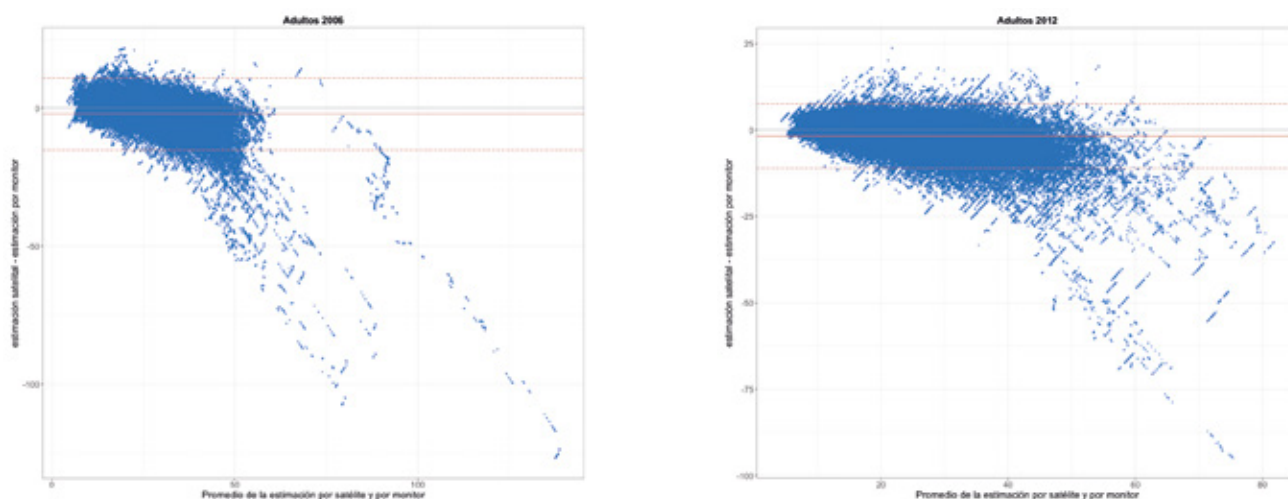 Adultos 2006
0
-50
-100
0
50
100
estimación satelital - estimación por monitor
Promedio de la estimación por satélite y por monitor
Adultos 2012
25
0
-25
-50
-75
-100
20
40
60
80
estimación satelital - estimación por monitor
Promedio de la estimación por satélite y por monitor